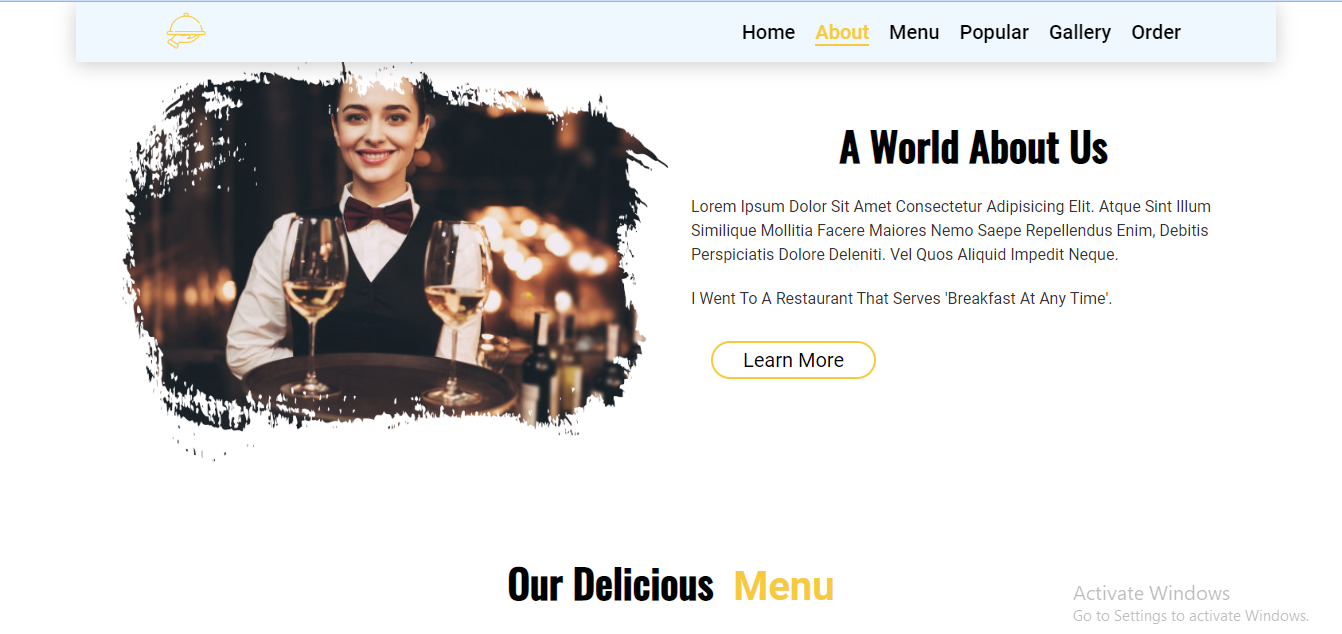 Home About Menu Popular Gallery Order
A World About Us
Lorem Ipsum Dolor Sit Amet Consectetur Adipisicing Elit. Atque Sint Illum
Similique Mollitia Facere Maiores Nemo Saepe Repellendus Enim, Debitis
Perspiciatis Dolore Deleniti. Vel Quos Aliquid Impedit Neque.
I Went To A Restaurant That Serves 'Breakfast At Any Time'.
Learn More
Our Delicious Menu
Activate Windows
Go to Settings to activate Windows.